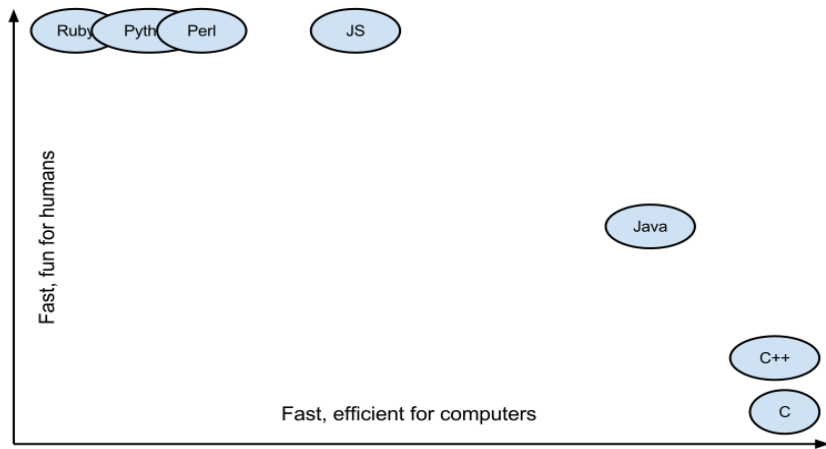 Ruby
Pyth
Perl
JS
Java
Fast, fun for humans
C++
C
Fast, efficient for computers